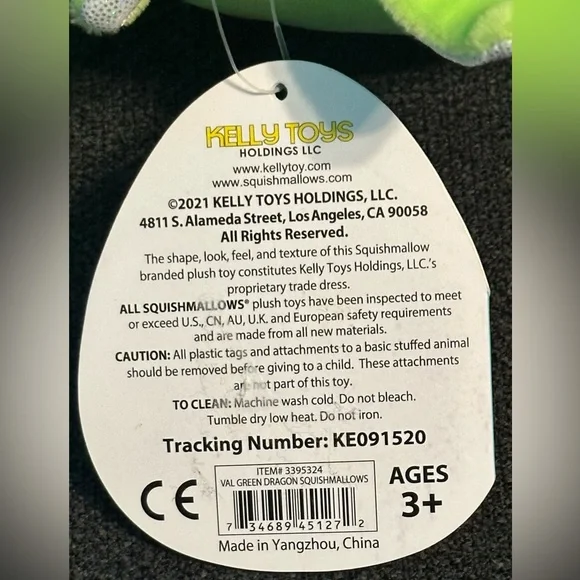 KELLY TOYS
HOLDINGS LLC
www.kellytoy.com
www.squishmallows.com
©2021 KELLY TOYS HOLDINGS, LLC.
4811 S. Alameda Street, Los Angeles, CA 90058
All Rights Reserved.
The shape, look, feel, and texture of this Squishmallow
branded plush toy constitutes Kelly Toys Holdings, LLC.'s
proprietary trade dress.
ALL SQUISHMALLOWS® plush toys have been inspected to meet
or exceed U.S., CN, AU, U.K. and European safety requirements
and are made from all new materials.
CAUTION: All plastic tags and attachments to a basic stuffed animal
should be removed before giving to a child. These attachments
are not part of this toy.
TO CLEAN: Machine wash cold. Do not bleach.
Tumble dry low heat. Do not iron.
Tracking Number: KE091520
ITEM# 3395324
VAL GREEN DRAGON SQUISHMALLOWS
7 34689 45127 2
CE
AGES
3+
Made in Yangzhou, China